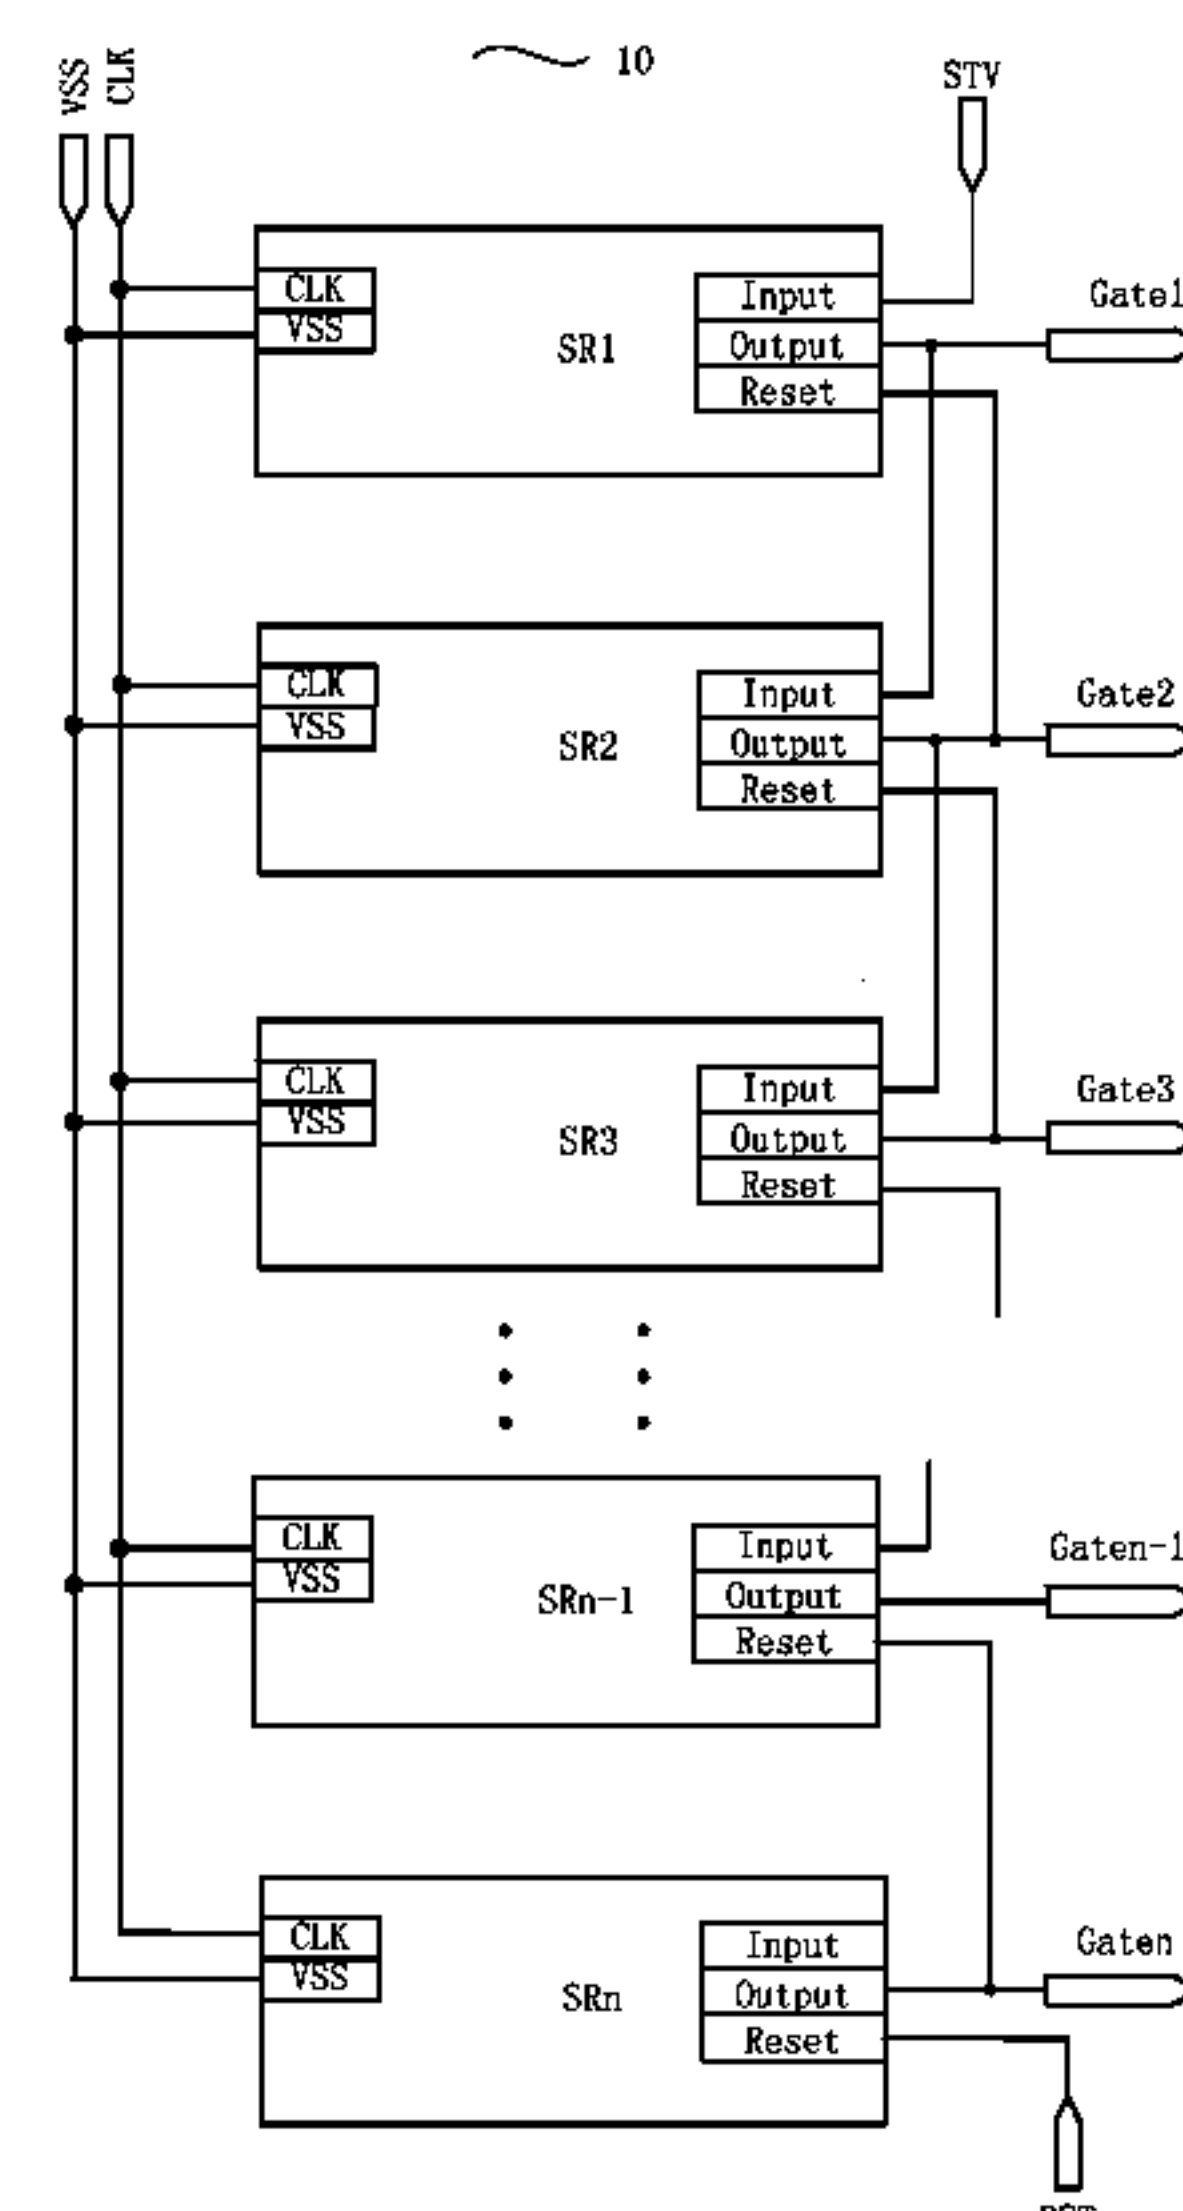 10
VSS
CLK
STV
CLK
VSS
SR1
Input
Output
Reset
Gate1
CLK
VSS
SR2
Input
Output
Reset
Gate2
CLK
VSS
SR3
Input
Output
Reset
Gate3
CLK
VSS
SRn-1
Input
Output
Reset
Gaten-1
CLK
VSS
SRn
Input
Output
Reset
Gaten